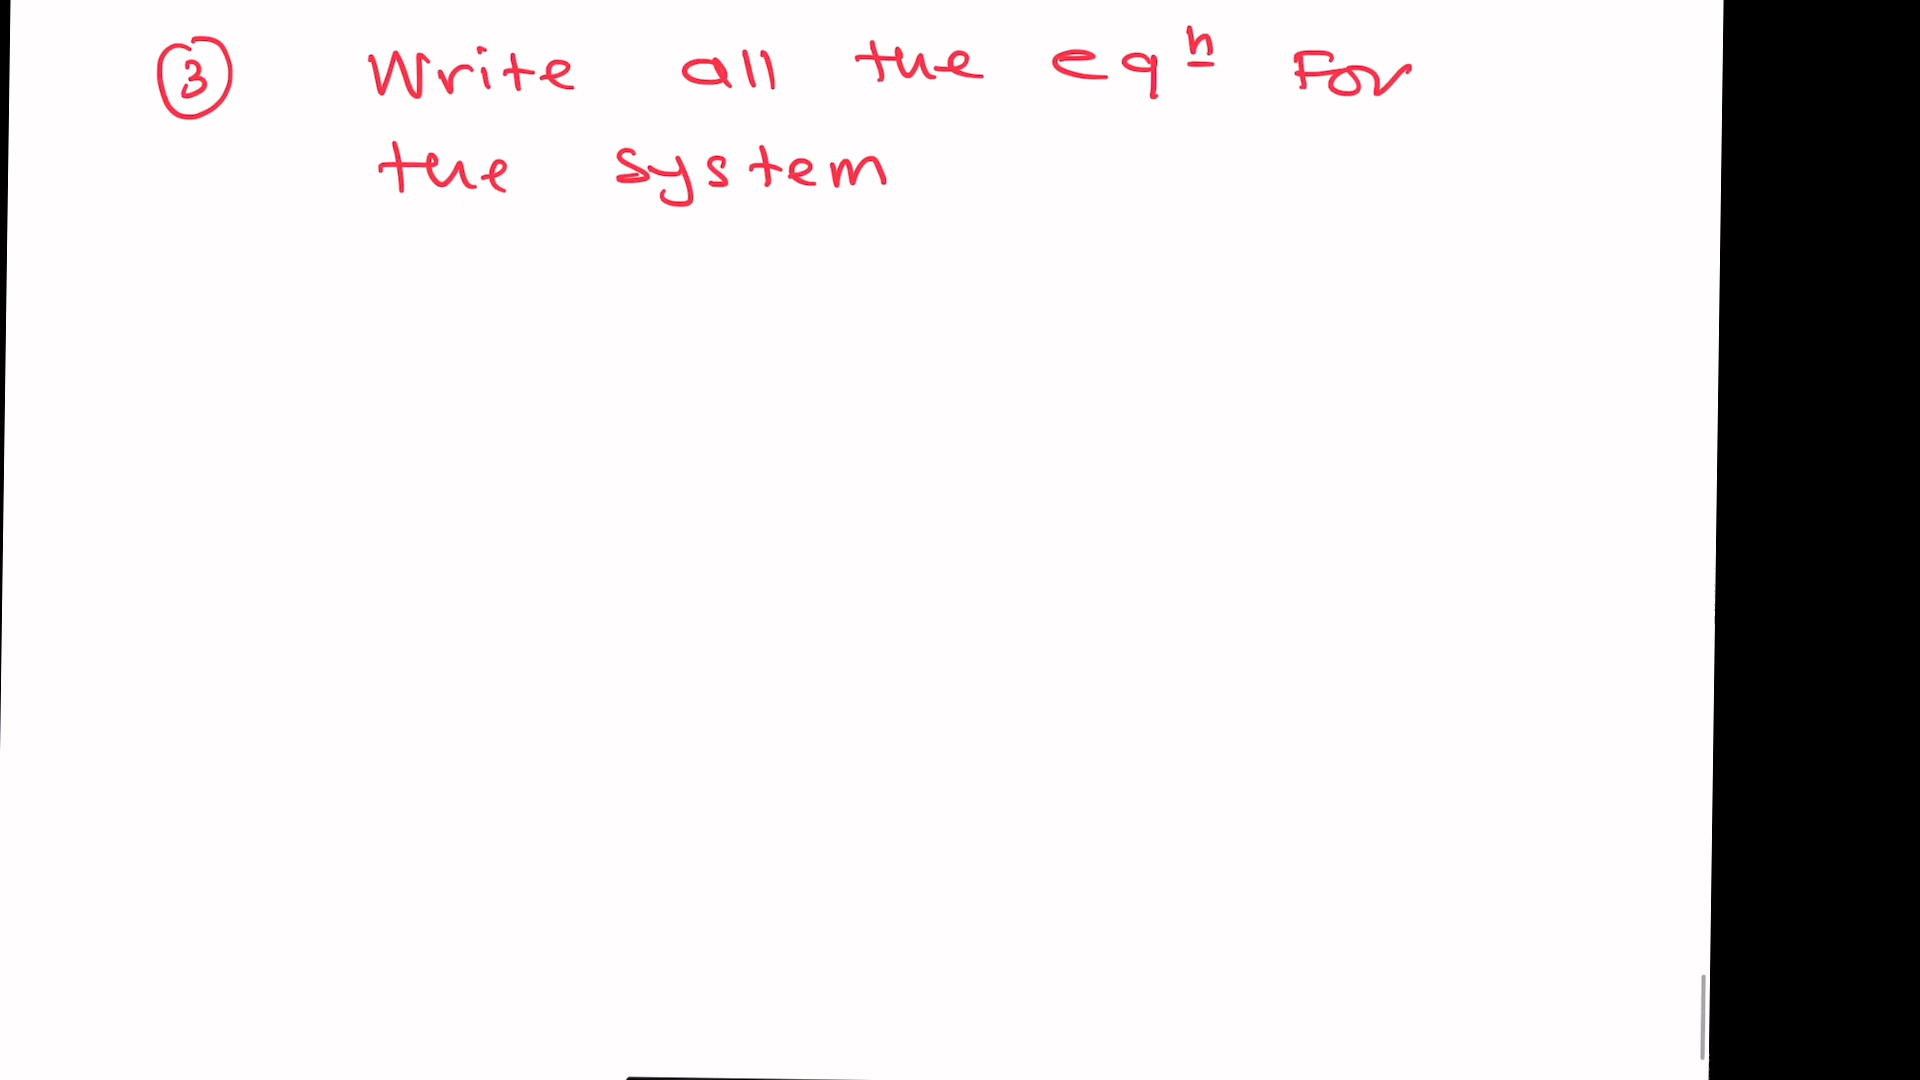 ③ Write all the eqⁿ For
the system